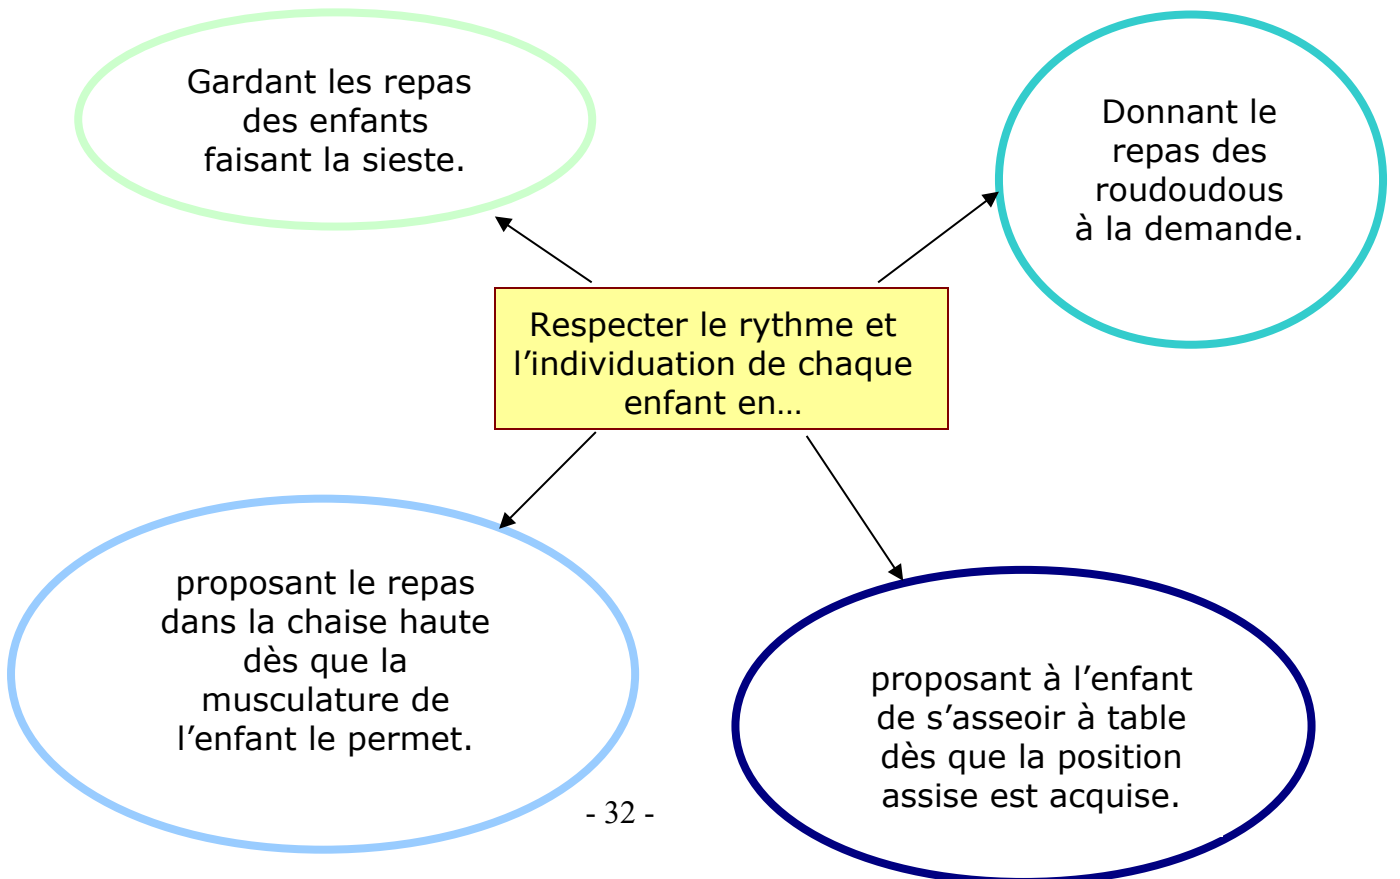 Gardant les repas
des enfants
faisant la sieste.
Donnant le
repas des
roudoudous
à la demande.
Respecter le rythme et
l’individuation de chaque
enfant en…
proposant le repas
dans la chaise haute
dès que la
musculature de
l’enfant le permet.
proposant à l’enfant
de s’asseoir à table
dès que la position
assise est acquise.
- 32 -